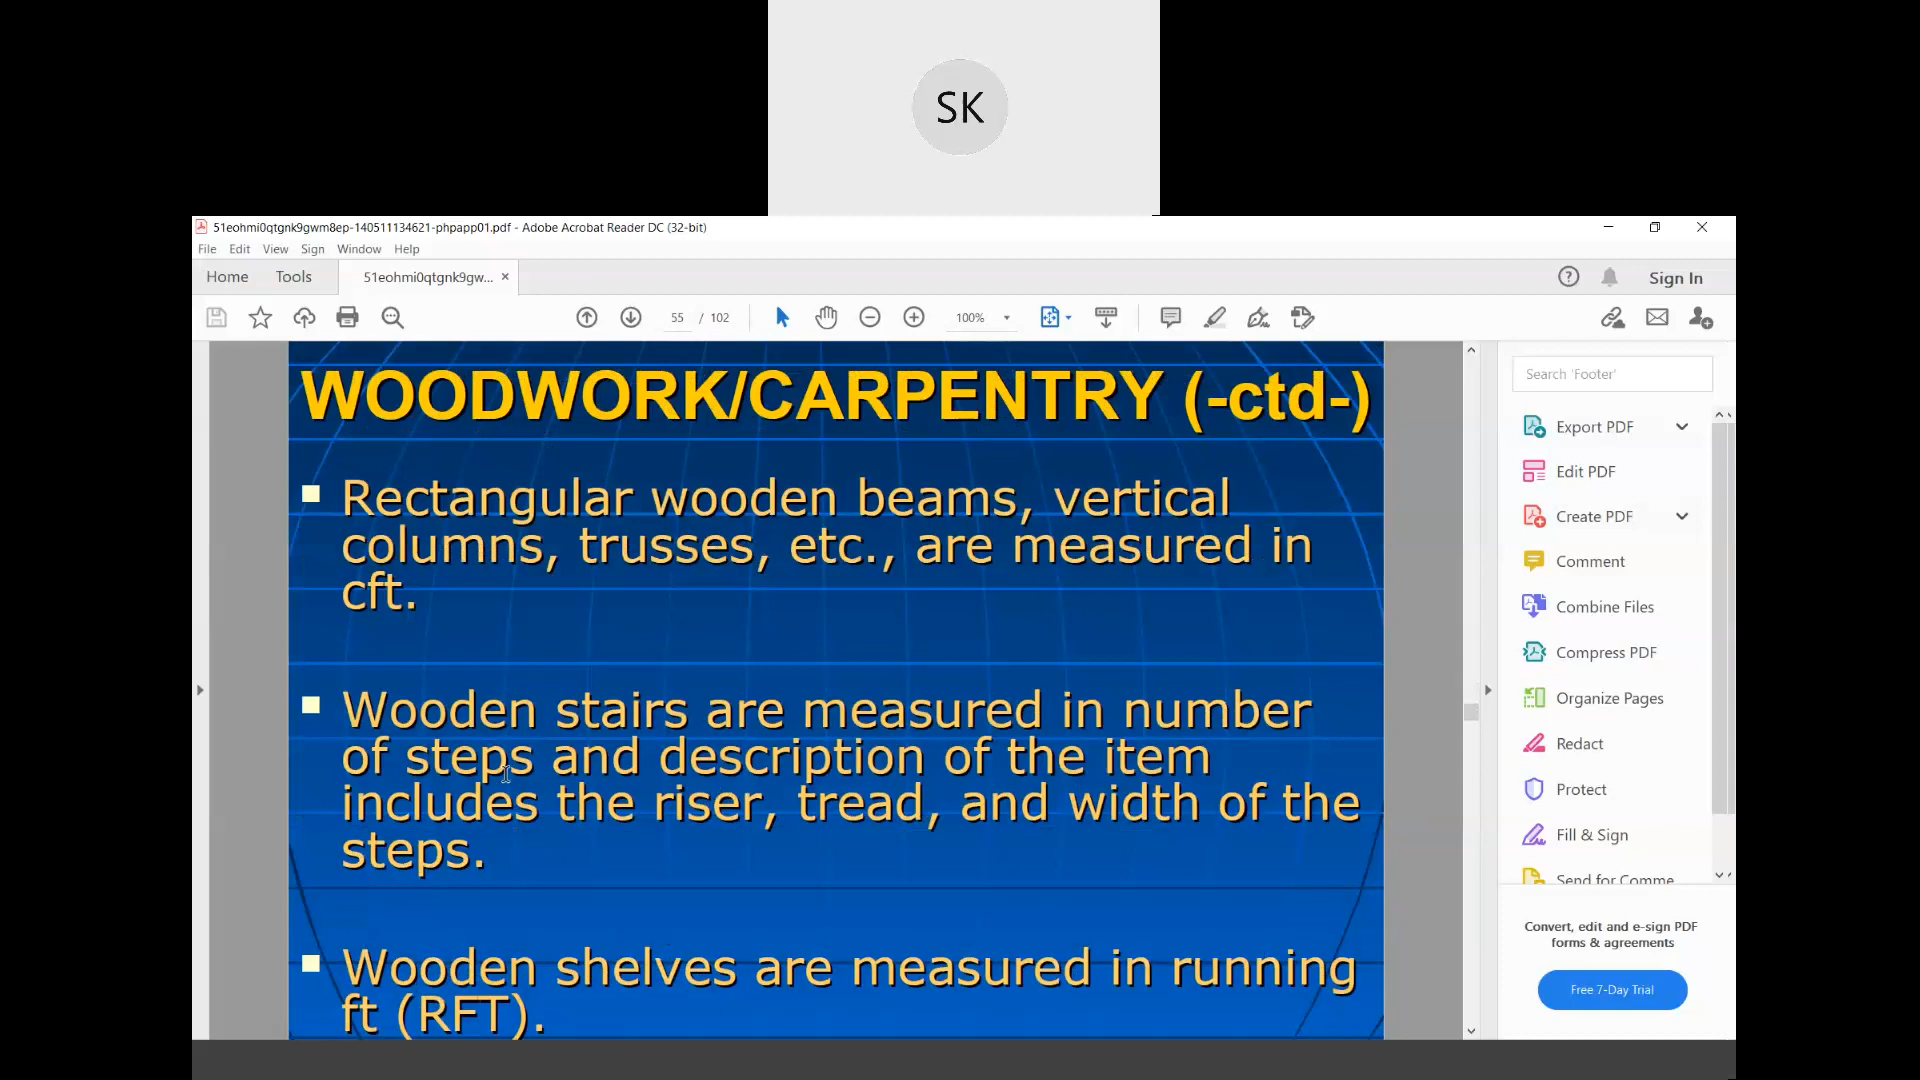 SK
51eohmi0qtgnk9gwm8ep-140511134621-phpapp01.pdf - Adobe Acrobat Reader DC (32-bit)
File Edit View Sign Window Help
Home Tools 51eohmi0qtgnk9gw... × Sign In
55 / 102 100%
WOODWORK/CARPENTRY (-ctd-)
Rectangular wooden beams, vertical
columns, trusses, etc., are measured in
cft.
Wooden stairs are measured in number
of steps and description of the item
includes the riser, tread, and width of the
steps.
Wooden shelves are measured in running
ft (RFT).
Search 'Footer'
Export PDF
Edit PDF
Create PDF
Comment
Combine Files
Compress PDF
Organize Pages
Redact
Protect
Fill & Sign
Send for Comme
Convert, edit and e-sign PDF
forms & agreements
Free 7-Day Trial